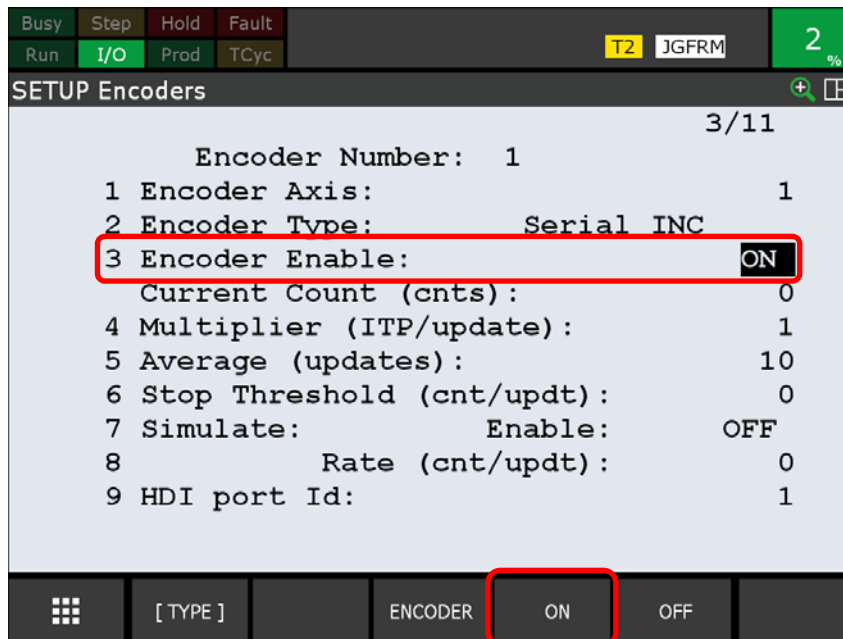 Busy Step Hold Fault
Run I/O Prod TCyc T2 JGFRM 2 %
SETUP Encoders
3/11
Encoder Number: 1
1 Encoder Axis: 1
2 Encoder Type: Serial INC
3 Encoder Enable: ON
Current Count (cnts): 0
4 Multiplier (ITP/update): 1
5 Average (updates): 10
6 Stop Threshold (cnt/updt): 0
7 Simulate: Enable: OFF
8 Rate (cnt/updt): 0
9 HDI port Id: 1
[ TYPE ] ENCODER ON OFF